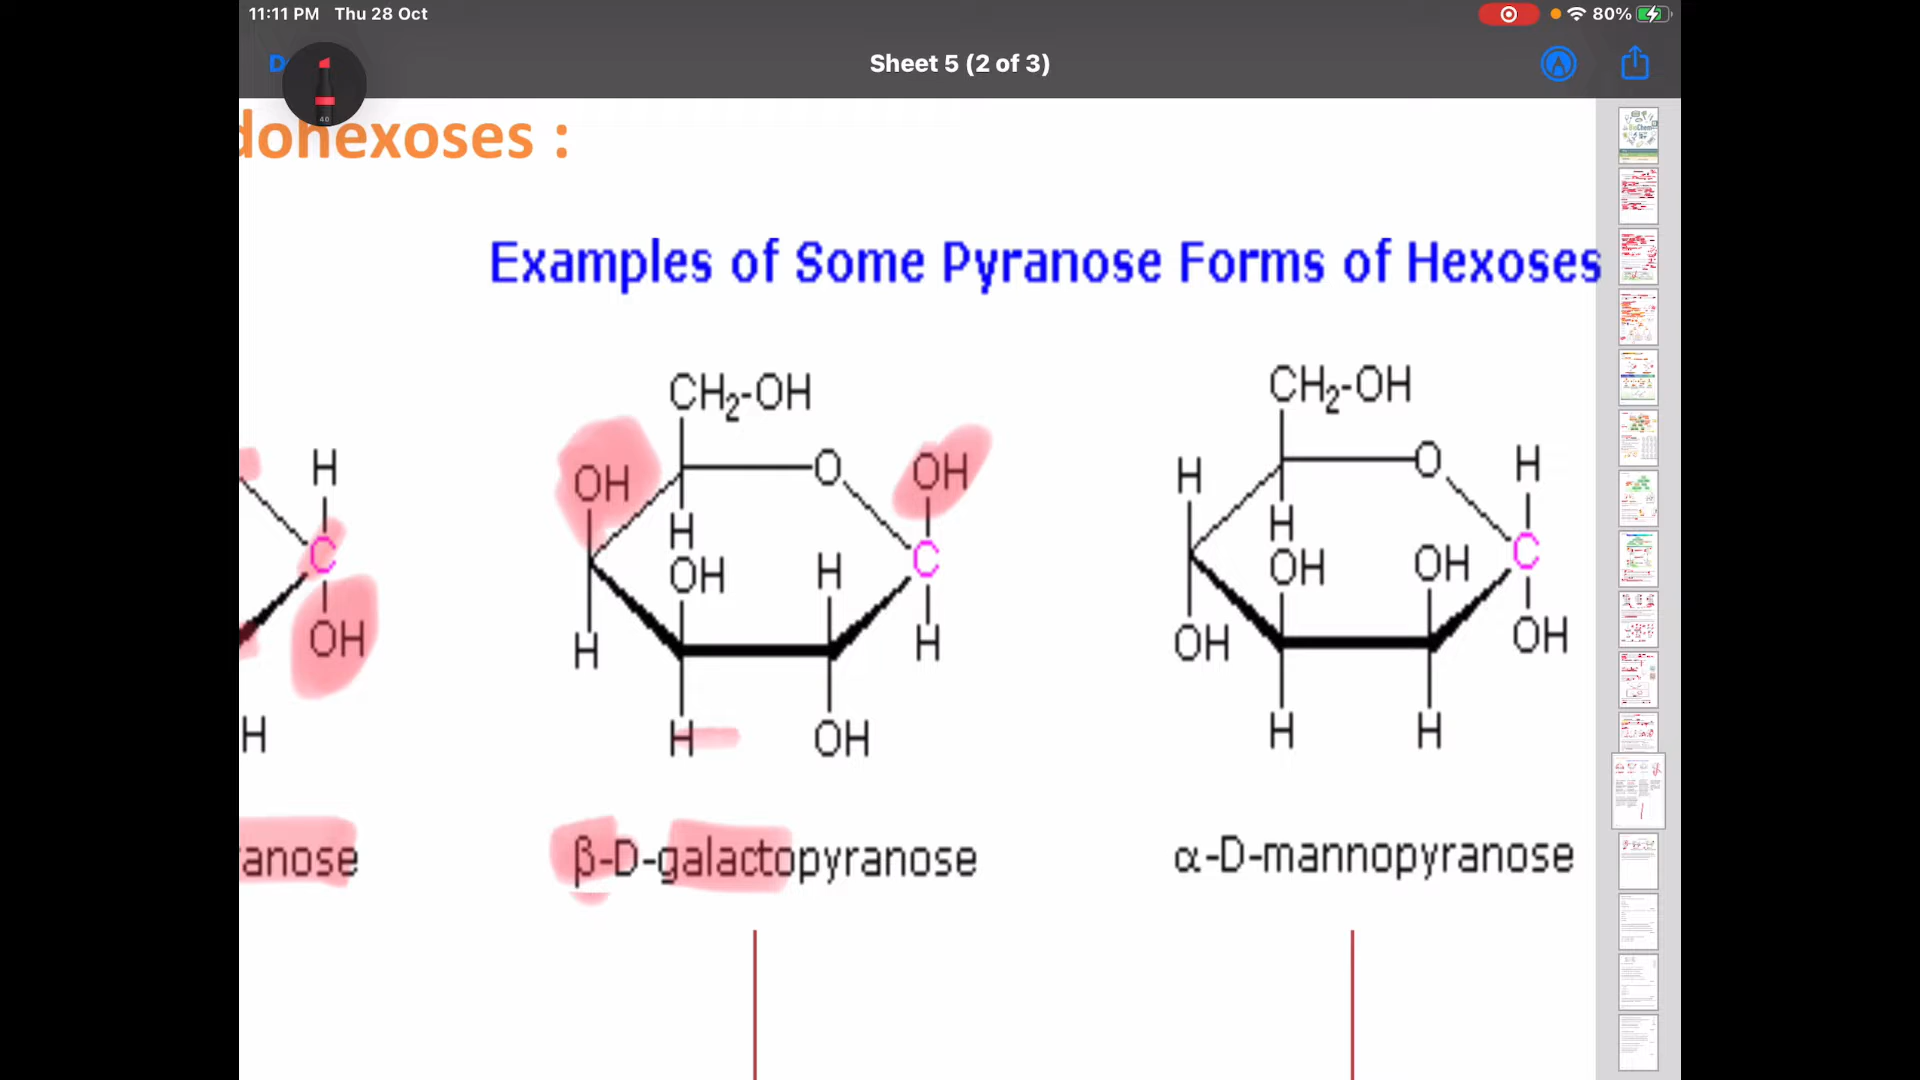 11:11 PM Thu 28 Oct
80%
Sheet 5 (2 of 3)
40
dohexoses :
Examples of Some Pyranose Forms of Hexoses
CH2-OH
CH2-OH
H
OH
O
OH
H
O
H
C
H
C
H
C
OH
H
OH
OH
OH
H
H
OH
OH
H
H
OH
H
H
anose
β-D-galactopyranose
α-D-mannopyranose